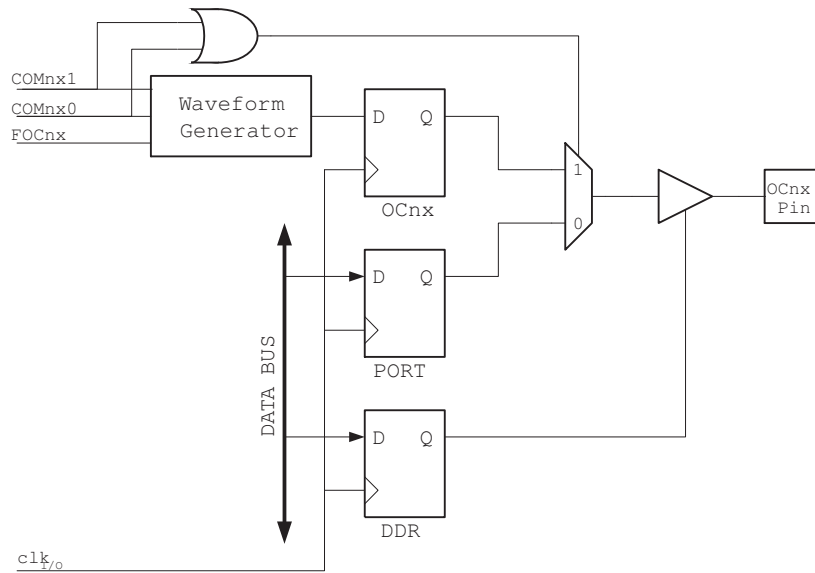 COMnx1
COMnx0
FOCnx
Waveform
Generator
D Q
OCnx
1
0
OCnx
Pin
D Q
PORT
DATA BUS
D Q
DDR
clkI/O